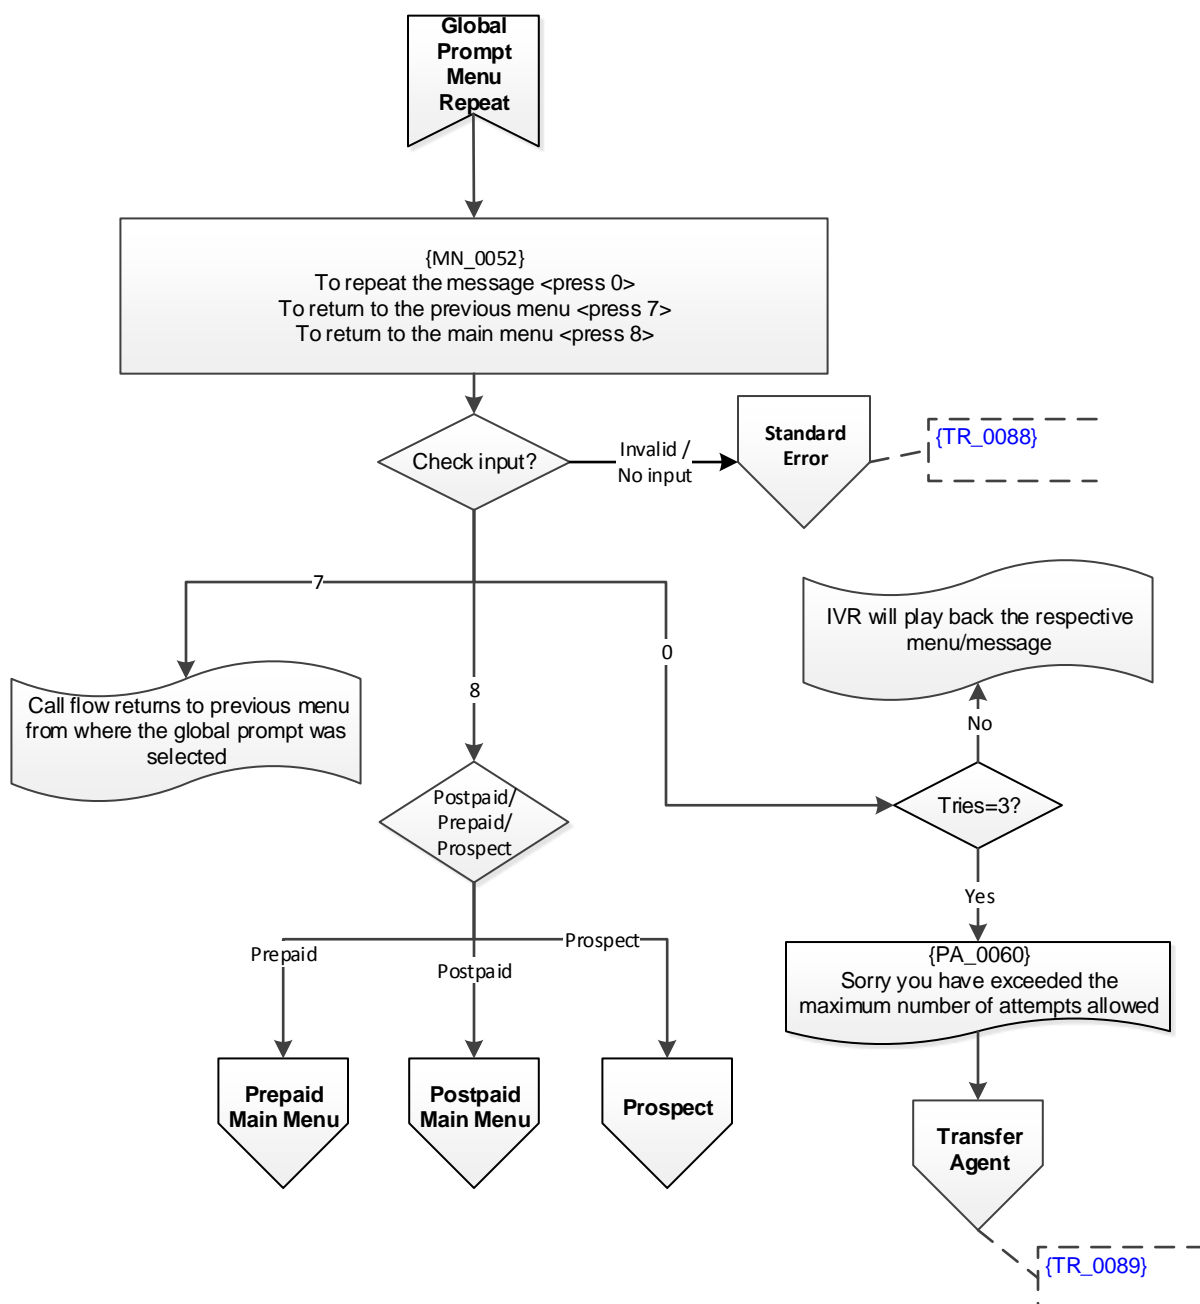 Global
Prompt
Menu
Repeat
{MN_0052}
To repeat the message <press 0>
To return to the previous menu <press 7>
To return to the main menu <press 8>
Check input?
Invalid /
No input
Standard
Error
{TR_0088}
7
8
0
IVR will play back the respective
menu/message
Call flow returns to previous menu
from where the global prompt was
selected
No
Tries=3?
Yes
Postpaid/
Prepaid/
Prospect
Prepaid
Postpaid
Prospect
{PA_0060}
Sorry you have exceeded the
maximum number of attempts allowed
Prepaid
Main Menu
Postpaid
Main Menu
Prospect
Transfer
Agent
{TR_0089}